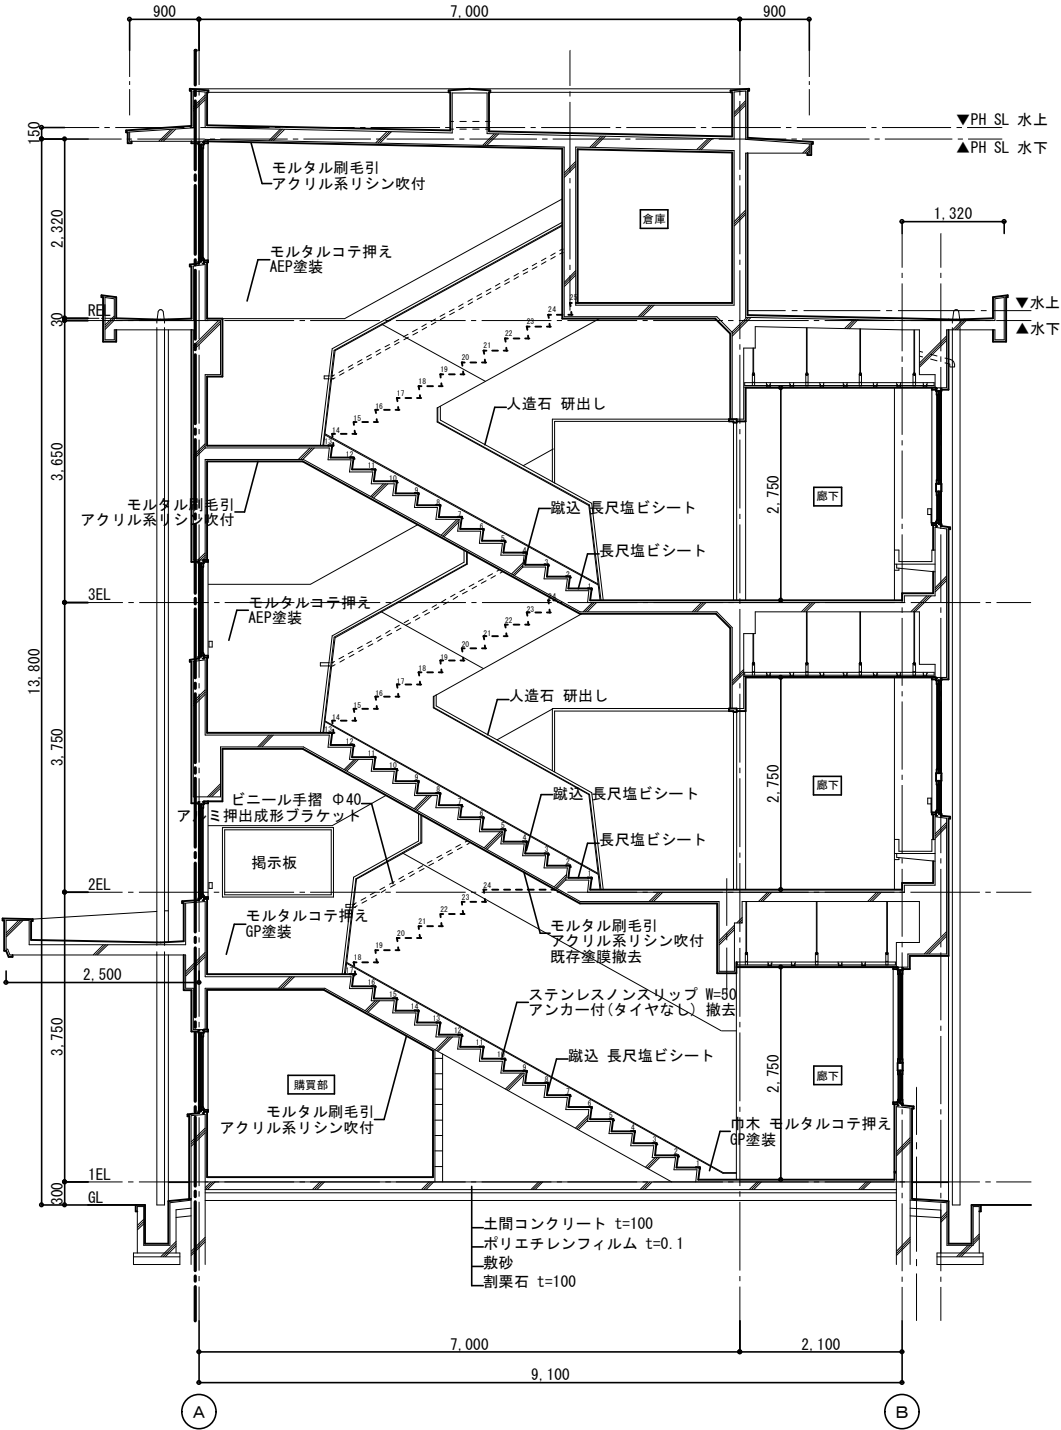 900
7,000
900
▼PH SL 水上
▲PH SL 水下
150
モルタル刷毛引
アクリル系リシン吹付
倉庫
1,320
2,320
モルタルコテ押え
AEP塗装
▼水上
▲水下
REL
30
人造石 研出し
3,650
モルタル刷毛引
アクリル系リシン吹付
2,750
廊下
蹴込 長尺塩ビシート
長尺塩ビシート
3EL
モルタルコテ押え
AEP塗装
13,800
人造石 研出し
3,750
2,750
廊下
ビニール手摺 Φ40
アルミ押出成形ブラケット
蹴込 長尺塩ビシート
長尺塩ビシート
掲示板
2EL
モルタルコテ押え
GP塗装
モルタル刷毛引
アクリル系リシン吹付
既存塗膜撤去
2,500
ステンレスノンスリップ W=50
アンカー付(タイヤなし) 撤去
3,750
蹴込 長尺塩ビシート
2,750
廊下
購買部
モルタル刷毛引
アクリル系リシン吹付
巾木 モルタルコテ押え
GP塗装
1EL
300
GL
土間コンクリート t=100
ポリエチレンフィルム t=0.1
敷砂
割栗石 t=100
7,000
2,100
9,100
A
B